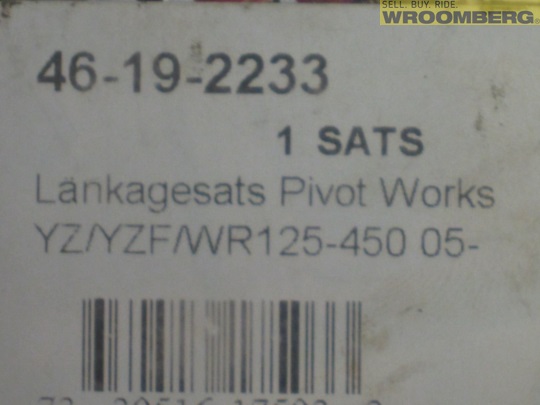 SELL. BUY. RIDE.
WROOMBERG
46-19-2233
1 SATS
Länkagesats Pivot Works
YZ/YZF/WR125-450 05-